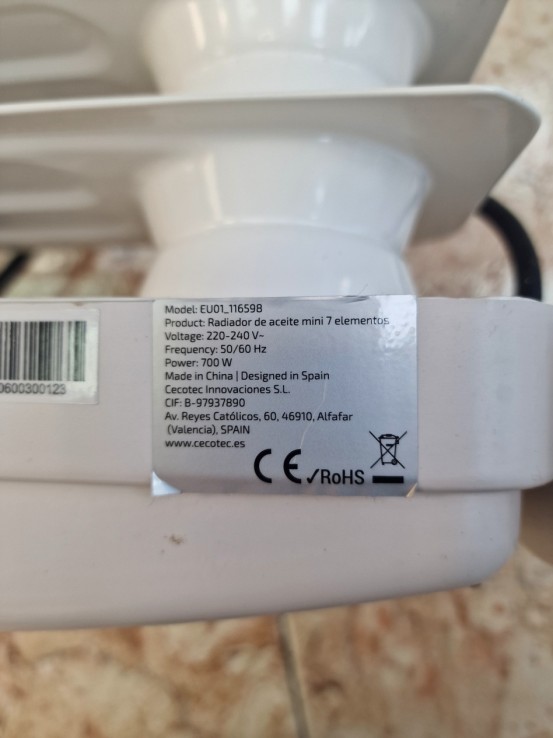 Model: EU01_116598
Product: Radiador de aceite mini 7 elementos
Voltage: 220-240 V~
Frequency: 50/60 Hz
Power: 700 W
Made in China | Designed in Spain
Cecotec Innovaciones S.L.
CIF: B-97937890
Av. Reyes Católicos, 60, 46910, Alfafar
(Valencia), SPAIN
www.cecotec.es
CE ✓RoHS
0600300123